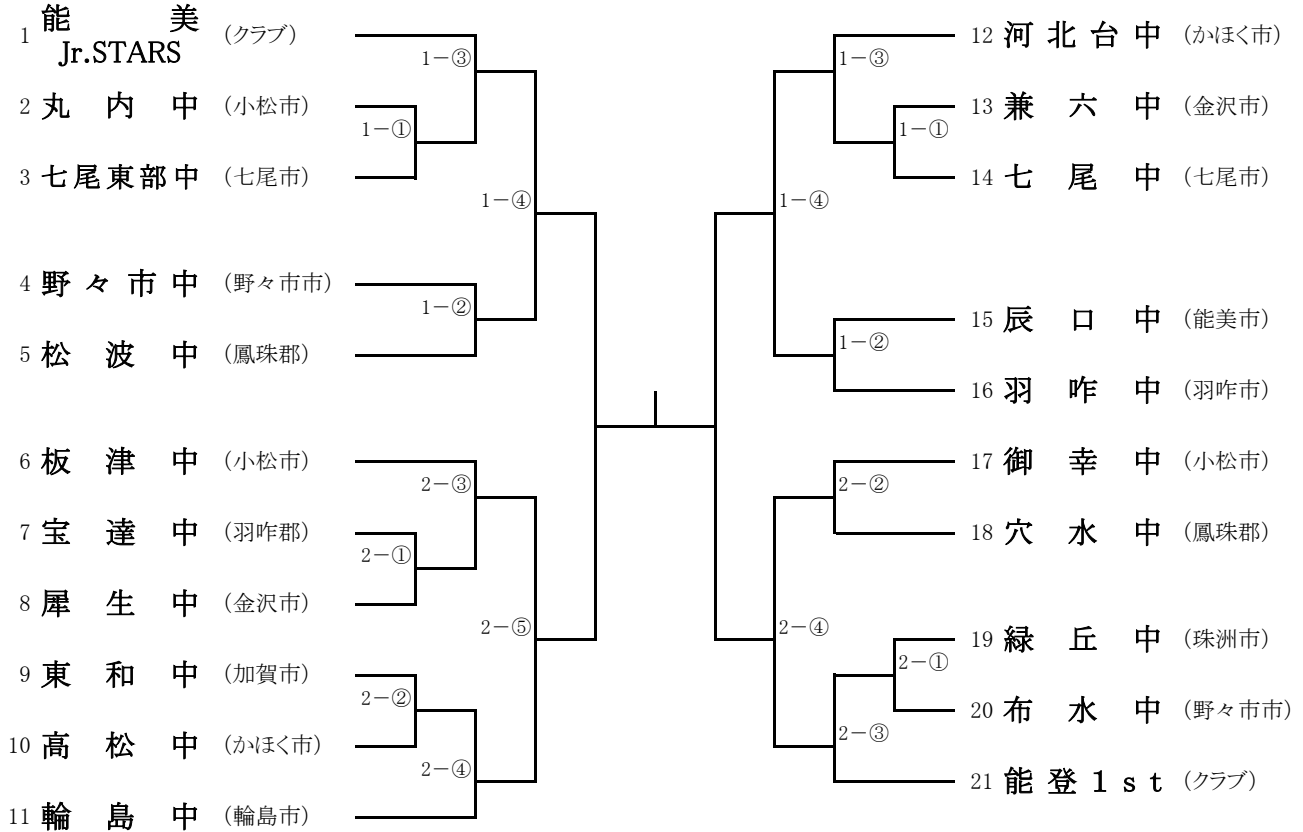 1 能美 Jr.STARS (クラブ)
2 丸内中 (小松市)
3 七尾東部中 (七尾市)
4 野々市中 (野々市市)
5 松波中 (鳳珠郡)
6 板津中 (小松市)
7 宝達中 (羽咋郡)
8 犀生中 (金沢市)
9 東和中 (加賀市)
10 高松中 (かほく市)
11 輪島中 (輪島市)
1-③
1-①
1-④
1-②
2-③
2-①
2-⑤
2-②
2-④
1-③
1-①
1-④
1-②
2-②
2-④
2-①
2-③
12 河北台中 (かほく市)
13 兼六中 (金沢市)
14 七尾中 (七尾市)
15 辰口中 (能美市)
16 羽咋中 (羽咋市)
17 御幸中 (小松市)
18 穴水中 (鳳珠郡)
19 緑丘中 (珠洲市)
20 布水中 (野々市市)
21 能登1st (クラブ)